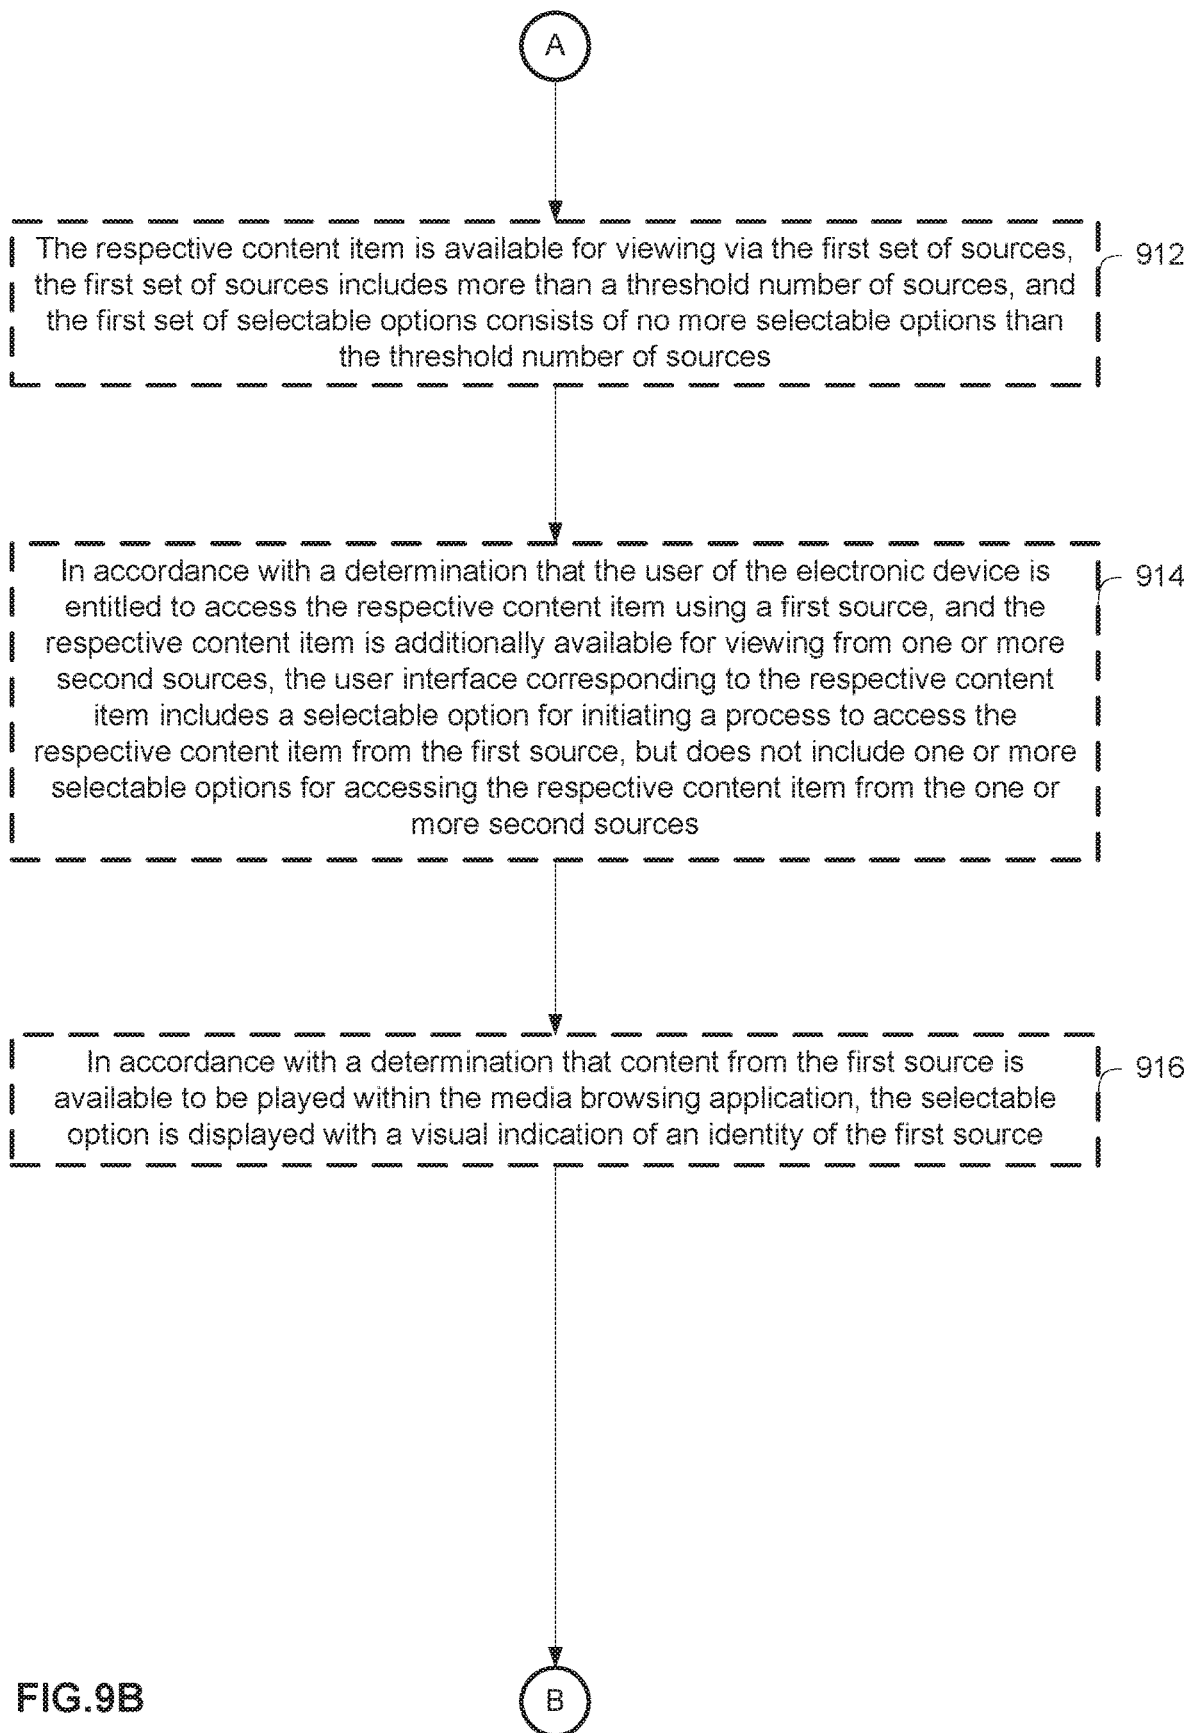 A
The respective content item is available for viewing via the first set of sources,
the first set of sources includes more than a threshold number of sources, and
the first set of selectable options consists of no more selectable options than
the threshold number of sources
912
In accordance with a determination that the user of the electronic device is
entitled to access the respective content item using a first source, and the
respective content item is additionally available for viewing from one or more
second sources, the user interface corresponding to the respective content
item includes a selectable option for initiating a process to access the
respective content item from the first source, but does not include one or more
selectable options for accessing the respective content item from the one or
more second sources
914
In accordance with a determination that content from the first source is
available to be played within the media browsing application, the selectable
option is displayed with a visual indication of an identity of the first source
916
FIG.9B
B